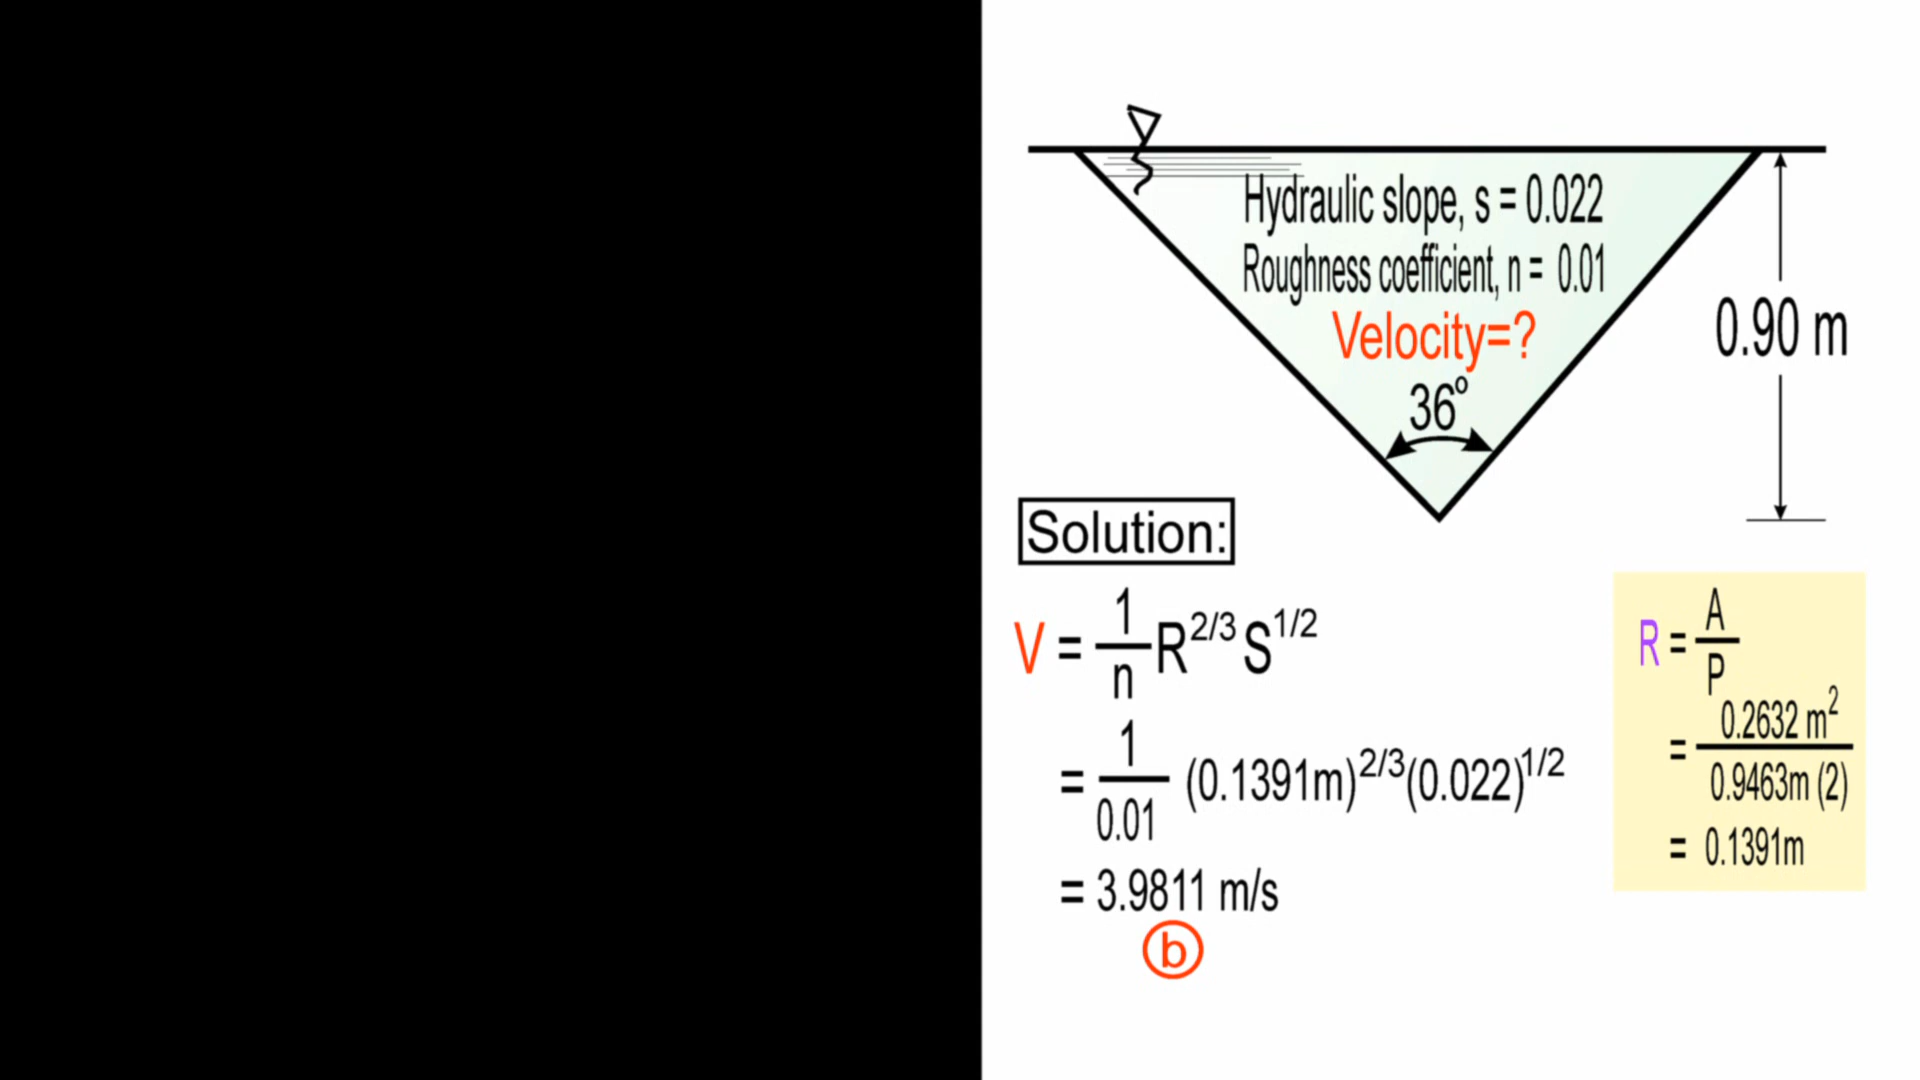 Hydraulic slope, s = 0.022
Roughness coefficient, n = 0.01
Velocity=?
36°
0.90 m
Solution:
V = 1/n R^2/3 S^1/2
= 1/0.01 (0.1391m)^2/3 (0.022)^1/2
= 3.9811 m/s
b
R = A/P
= 0.2632 m^2 / 0.9463m (2)
= 0.1391m